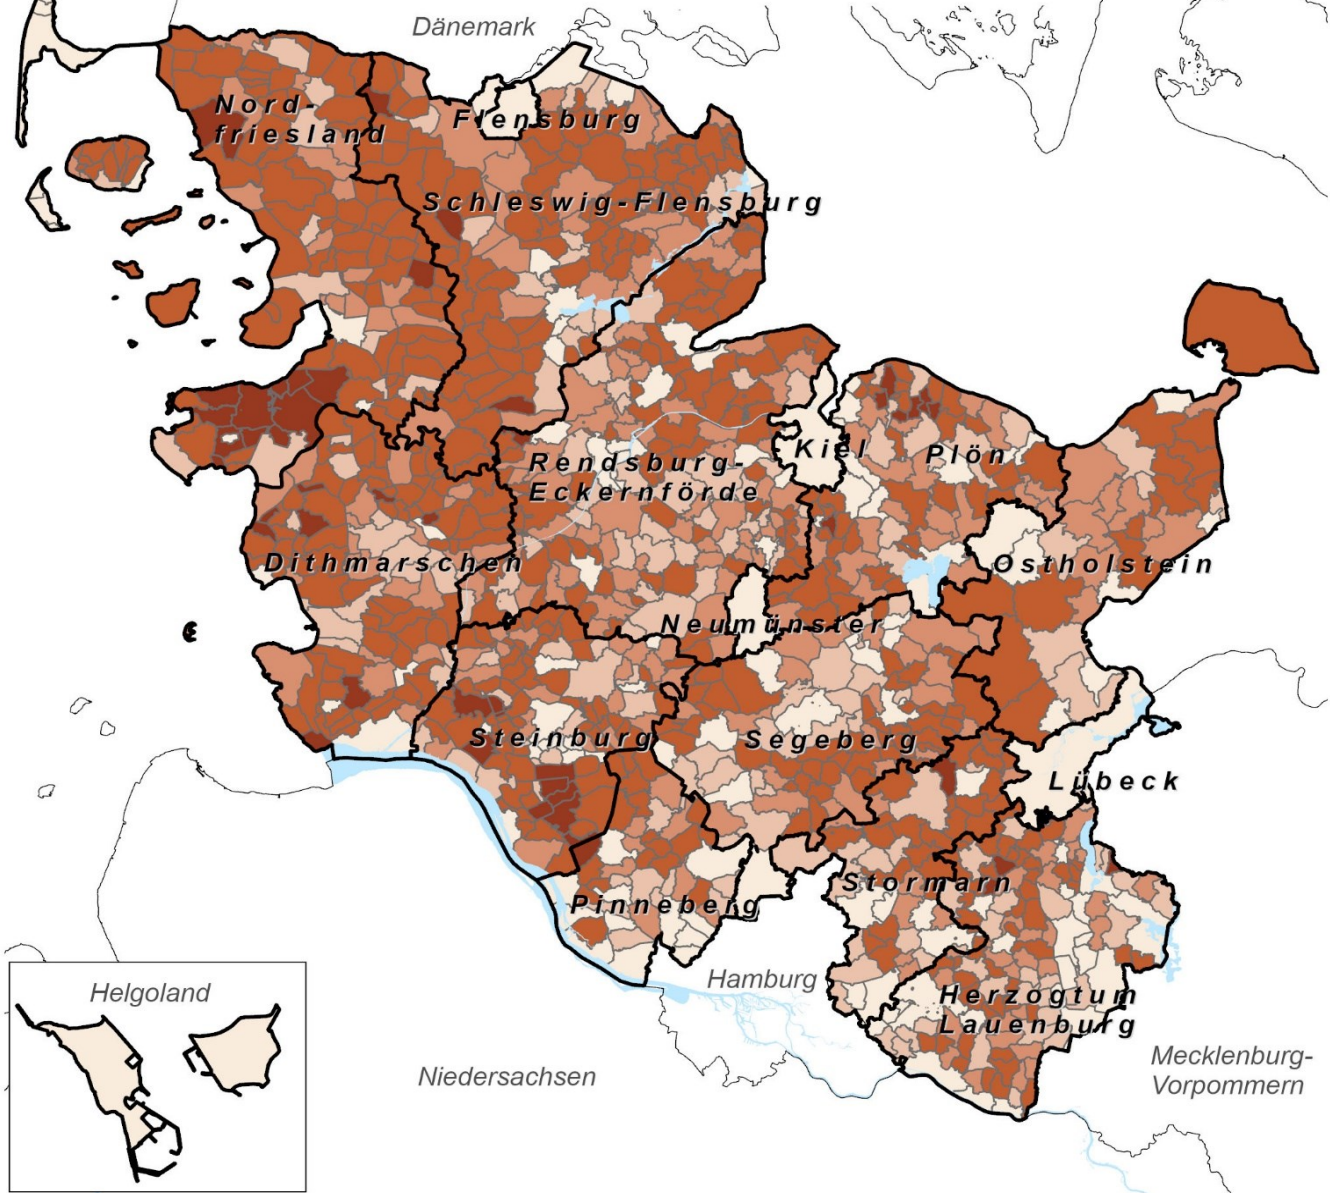 Dänemark
Nord-
friesland
Flensburg
Schleswig-Flensburg
Rendsburg-
Eckernförde
Kiel
Plön
Dithmarschen
Ostholstein
Neumünster
Steinburg
Segeberg
Lübeck
Stormarn
Pinneberg
Hamburg
Helgoland
Herzogtum
Lauenburg
Niedersachsen
Mecklenburg-
Vorpommern